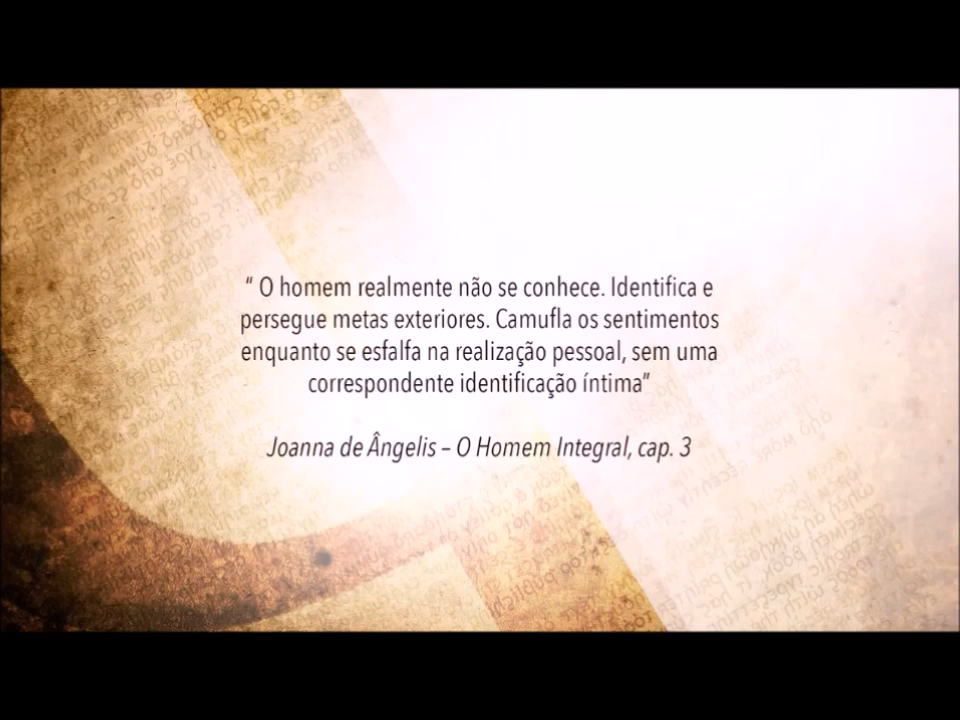 “ O homem realmente não se conhece. Identifica e
persegue metas exteriores. Camufla os sentimentos
enquanto se esfalfa na realização pessoal, sem uma
correspondente identificação íntima”
Joanna de Ângelis – O Homem Integral, cap. 3